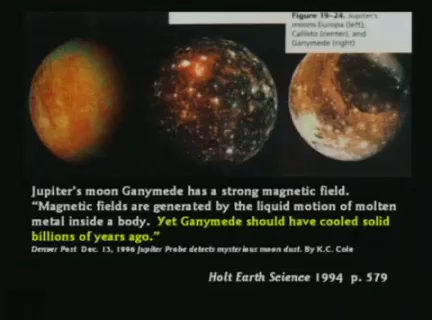 Figure 19–24. Jupiter's
moons Europa (left),
Callisto (center), and
Ganymede (right)
Jupiter's moon Ganymede has a strong magnetic field.
"Magnetic fields are generated by the liquid motion of molten
metal inside a body. Yet Ganymede should have cooled solid
billions of years ago."
Denver Post Dec. 13, 1996 Jupiter Probe detects mysterious moon dust. By K.C. Cole
Holt Earth Science 1994 p. 579